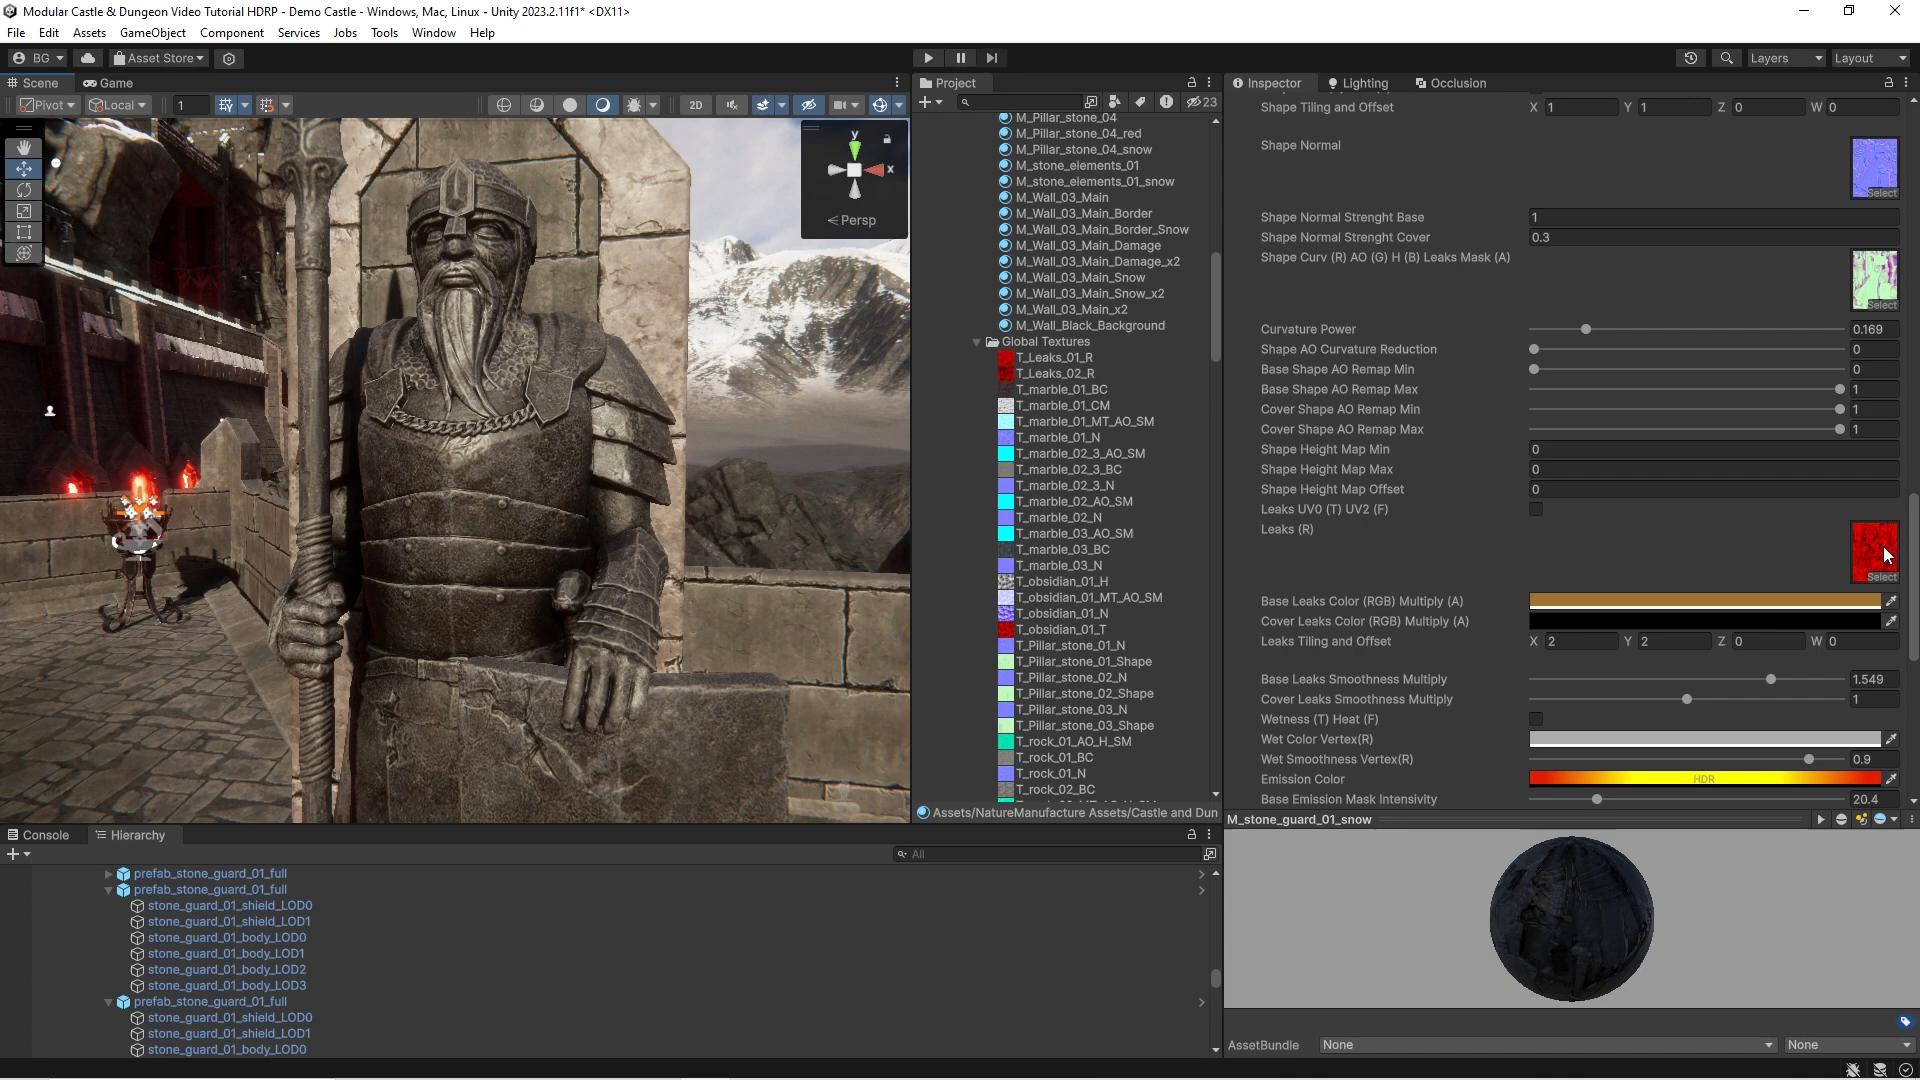 Modular Castle & Dungeon Video Tutorial HDRP - Demo Castle - Windows, Mac, Linux - Unity 2023.2.11f1* <DX11>
File Edit Assets GameObject Component Services Jobs Tools Window Help
BG Asset Store Layers Layout
Scene Game
Pivot Local 1 2D
y
x
Persp
Project
23
M_Pillar_stone_04
M_Pillar_stone_04_red
M_Pillar_stone_04_snow
M_stone_elements_01
M_stone_elements_01_snow
M_Wall_03_Main
M_Wall_03_Main_Border
M_Wall_03_Main_Border_Snow
M_Wall_03_Main_Damage
M_Wall_03_Main_Damage_x2
M_Wall_03_Main_Snow
M_Wall_03_Main_Snow_x2
M_Wall_03_Main_x2
M_Wall_Black_Background
Global Textures
T_Leaks_01_R
T_Leaks_02_R
T_marble_01_BC
T_marble_01_CM
T_marble_01_MT_AO_SM
T_marble_01_N
T_marble_02_3_AO_SM
T_marble_02_3_BC
T_marble_02_3_N
T_marble_02_AO_SM
T_marble_02_N
T_marble_03_AO_SM
T_marble_03_BC
T_marble_03_N
T_obsidian_01_H
T_obsidian_01_MT_AO_SM
T_obsidian_01_N
T_obsidian_01_T
T_Pillar_stone_01_N
T_Pillar_stone_01_Shape
T_Pillar_stone_02_N
T_Pillar_stone_02_Shape
T_Pillar_stone_03_N
T_Pillar_stone_03_Shape
T_rock_01_AO_H_SM
T_rock_01_BC
T_rock_01_N
T_rock_02_BC
Assets/NatureManufacture Assets/Castle and Dun
Inspector Lighting Occlusion
Shape Tiling and Offset X 1 Y 1 Z 0 W 0
Shape Normal
Select
Shape Normal Strenght Base 1
Shape Normal Strenght Cover 0.3
Shape Curv (R) AO (G) H (B) Leaks Mask (A)
Select
Curvature Power 0.169
Shape AO Curvature Reduction 0
Base Shape AO Remap Min 0
Base Shape AO Remap Max 1
Cover Shape AO Remap Min 1
Cover Shape AO Remap Max 1
Shape Height Map Min 0
Shape Height Map Max 0
Shape Height Map Offset 0
Leaks UV0 (T) UV2 (F)
Leaks (R)
Select
Base Leaks Color (RGB) Multiply (A)
Cover Leaks Color (RGB) Multiply (A)
Leaks Tiling and Offset X 2 Y 2 Z 0 W 0
Base Leaks Smoothness Multiply 1.549
Cover Leaks Smoothness Multiply 1
Wetness (T) Heat (F)
Wet Color Vertex(R)
Wet Smoothness Vertex(R) 0.9
Emission Color HDR
Base Emission Mask Intensivity 20.4
M_stone_guard_01_snow
AssetBundle None None
Console Hierarchy
All
prefab_stone_guard_01_full
prefab_stone_guard_01_full
stone_guard_01_shield_LOD0
stone_guard_01_shield_LOD1
stone_guard_01_body_LOD0
stone_guard_01_body_LOD1
stone_guard_01_body_LOD2
stone_guard_01_body_LOD3
prefab_stone_guard_01_full
stone_guard_01_shield_LOD0
stone_guard_01_shield_LOD1
stone_guard_01_body_LOD0